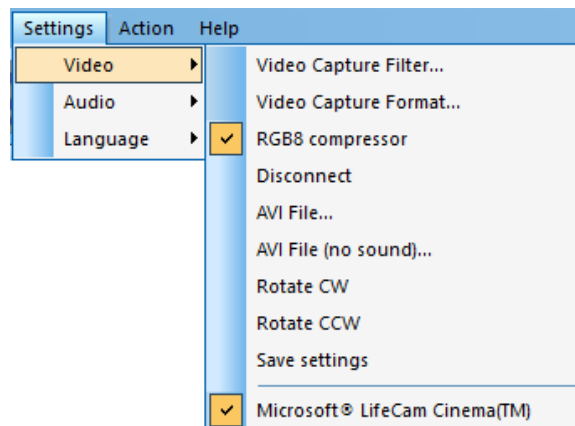 Settings Action Help
Video
Audio
Language
Video Capture Filter...
Video Capture Format...
RGB8 compressor
Disconnect
AVI File...
AVI File (no sound)...
Rotate CW
Rotate CCW
Save settings
Microsoft® LifeCam Cinema(TM)